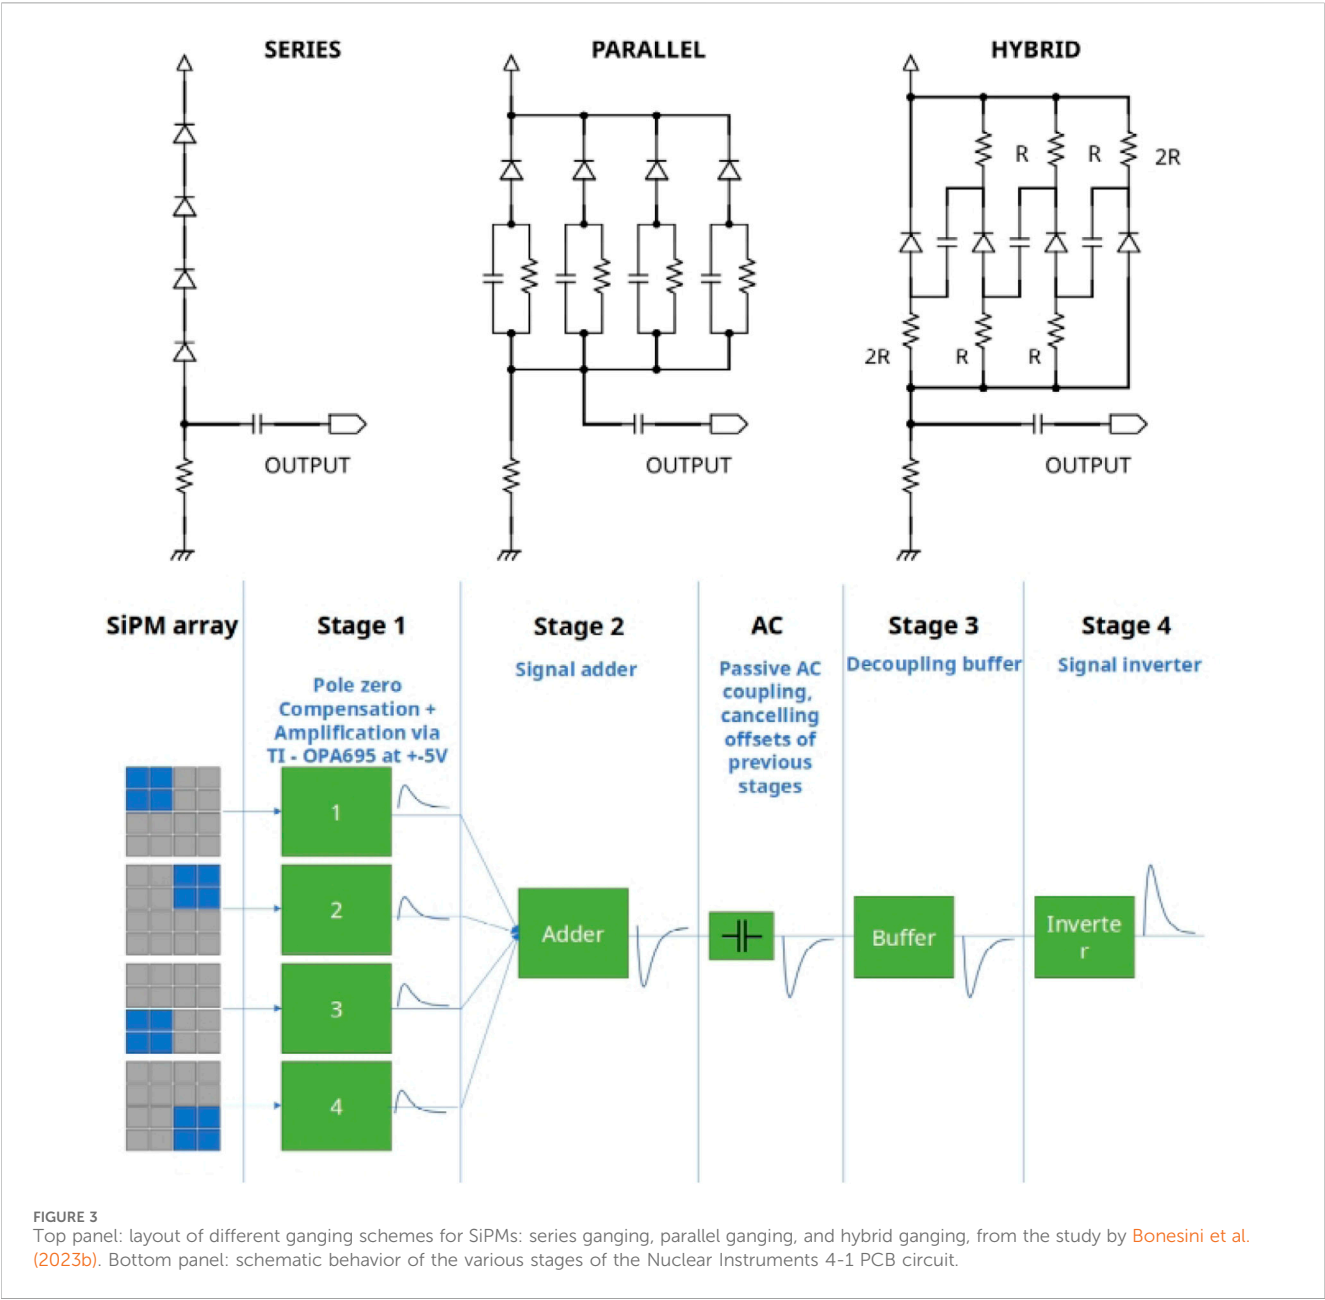 SERIES
PARALLEL
HYBRID
R
R
2R
2R
R
R
OUTPUT
OUTPUT
OUTPUT
SiPM array
Stage 1
Stage 2
AC
Stage 3
Stage 4
Pole zero
Compensation +
Amplification via
TI - OPA695 at +-5V
Signal adder
Passive AC
coupling,
cancelling
offsets of
previous
stages
Decoupling buffer
Signal inverter
1
2
3
4
Adder
Buffer
Inverte
r
FIGURE 3
Top panel: layout of different ganging schemes for SiPMs: series ganging, parallel ganging, and hybrid ganging, from the study by Bonesini et al.
(2023b). Bottom panel: schematic behavior of the various stages of the Nuclear Instruments 4-1 PCB circuit.